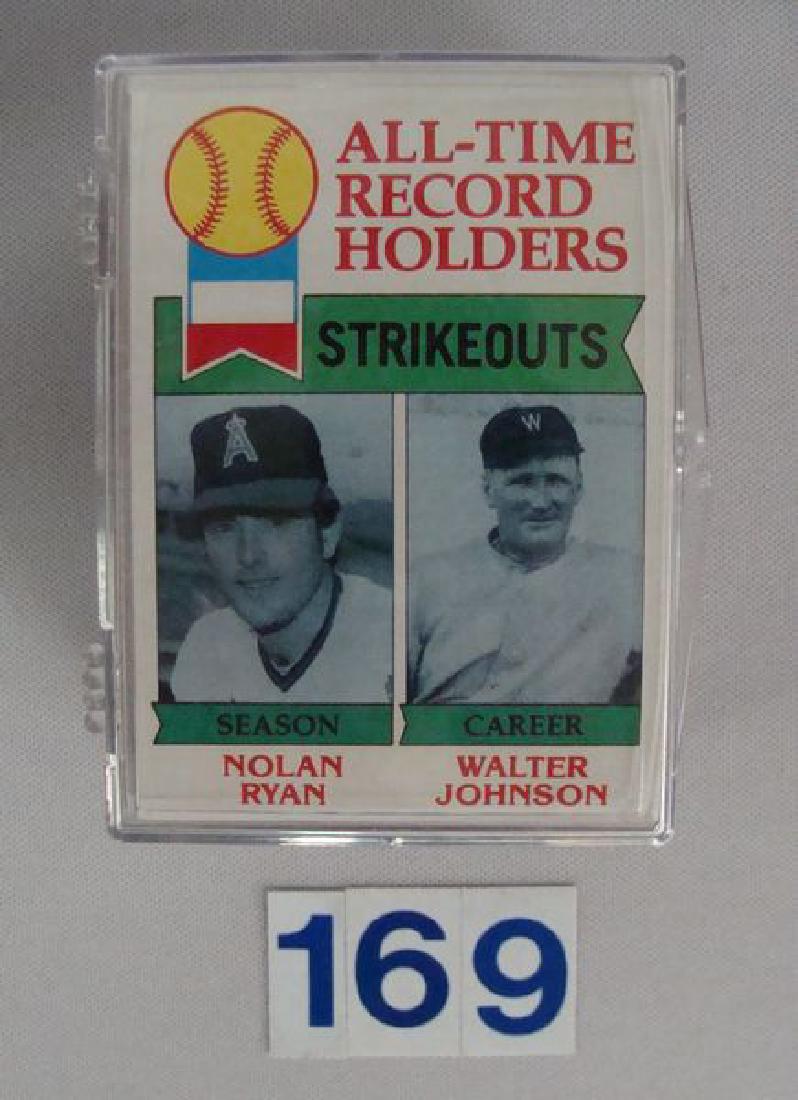 ALL-TIME
RECORD
HOLDERS
STRIKEOUTS
A
W
SEASON
CAREER
NOLAN
RYAN
WALTER
JOHNSON
169